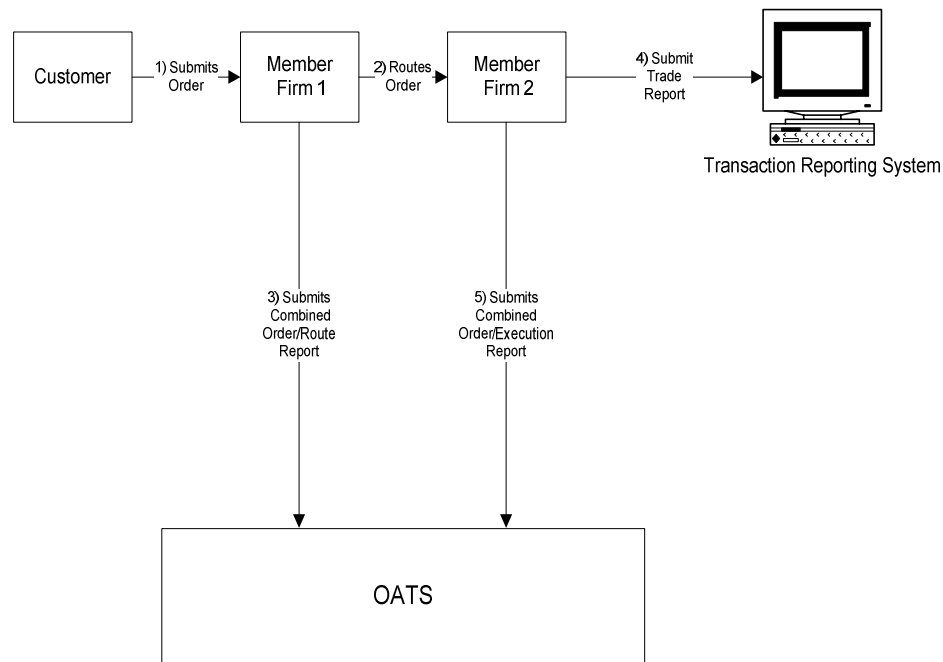 Customer
1) Submits
Order
Member
Firm 1
2) Routes
Order
Member
Firm 2
4) Submit
Trade
Report
Transaction Reporting System
3) Submits
Combined
Order/Route
Report
5) Submits
Combined
Order/Execution
Report
OATS